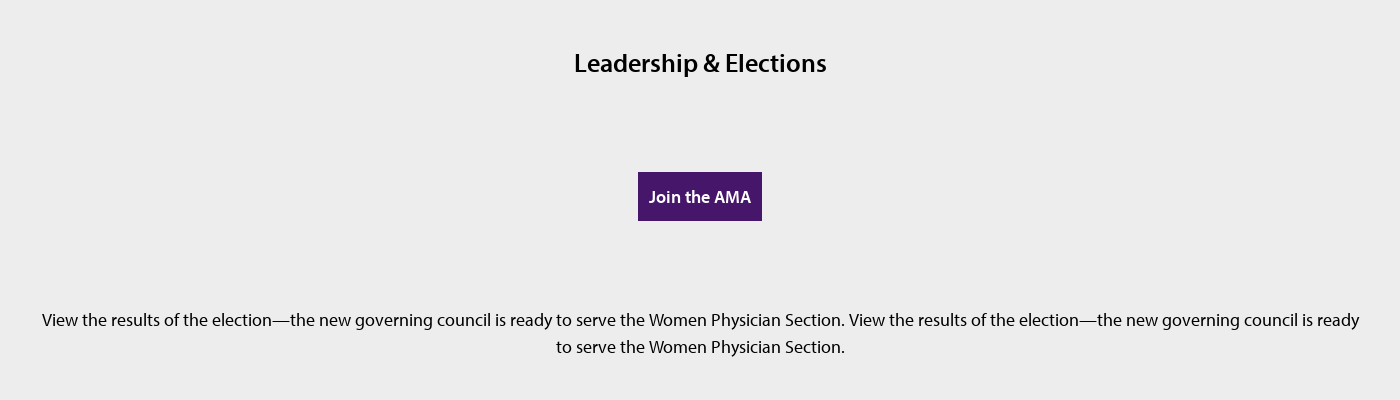 Leadership & Elections
Join the AMA
View the results of the election—the new governing council is ready to serve the Women Physician Section. View the results of the election—the new governing council is ready
to serve the Women Physician Section.